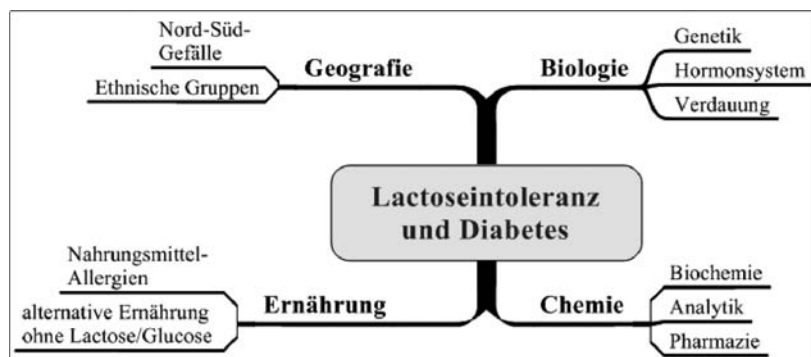 Nord-Süd-
Gefälle
Ethnische Gruppen
Geografie
Biologie
Genetik
Hormonsystem
Verdauung
Lactoseintoleranz
und Diabetes
Nahrungsmittel-
Allergien
alternative Ernährung
ohne Lactose/Glucose
Ernährung
Chemie
Biochemie
Analytik
Pharmazie